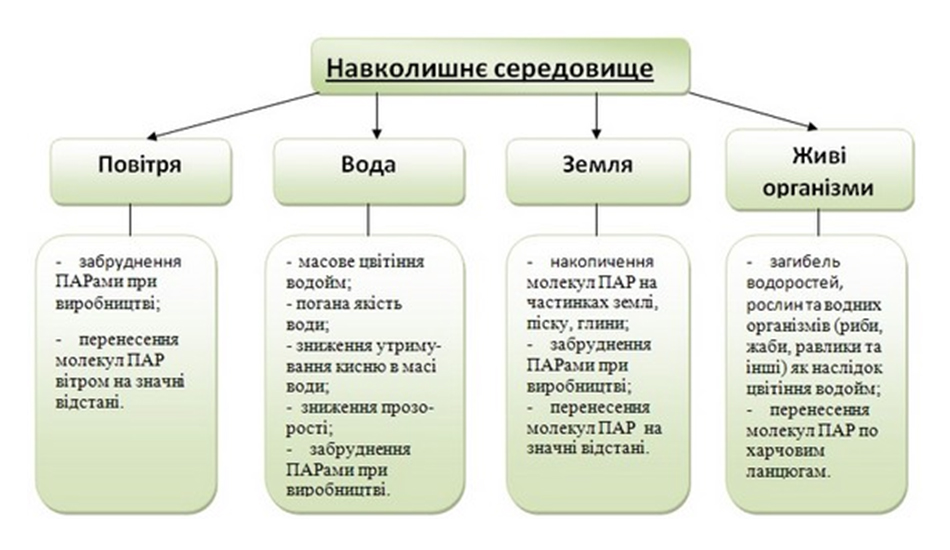 Навколишнє середовище
Повітря
Вода
Земля
Живі
організми
- забруднення
ПАРами при
виробництві;
- перенесення
молекул ПАР
вітром на значні
відстані.
- масове цвітіння
водойм;
- погана якість
води;
- зниження утриму-
вання кисню в масі
води;
- зниження прозо-
рості;
- забруднення
ПАРами при
виробництві.
- накопичення
молекул ПАР на
частинках землі,
піску, глини;
- забруднення
ПАРами при
виробництві;
- перенесення
молекул ПАР на
значні відстані.
- загибель
водоростей,
рослин та водних
організмів (риби,
жаби, равлики та
інші) як наслідок
цвітіння водойм;
- перенесення
молекул ПАР по
харчовим
ланцюгам.